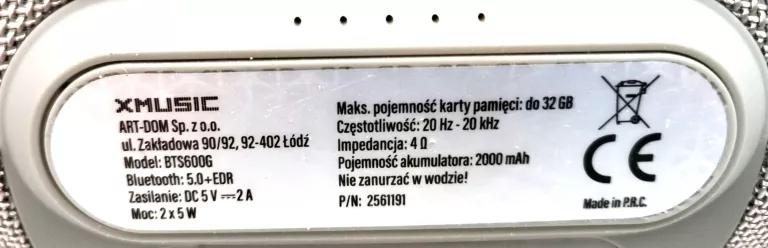 XMUSIC
ART-DOM Sp. z o.o.
ul. Zakładowa 90/92, 92-402 Łódź
Model: BTS600G
Bluetooth: 5.0+EDR
Zasilanie: DC 5 V ⎓ 2 A
Moc: 2 x 5 W
Maks. pojemność karty pamięci: do 32 GB
Częstotliwość: 20 Hz - 20 kHz
Impedancja: 4 Ω
Pojemność akumulatora: 2000 mAh
Nie zanurzać w wodzie!
P/N: 2561191
CE
Made in P.R.C.